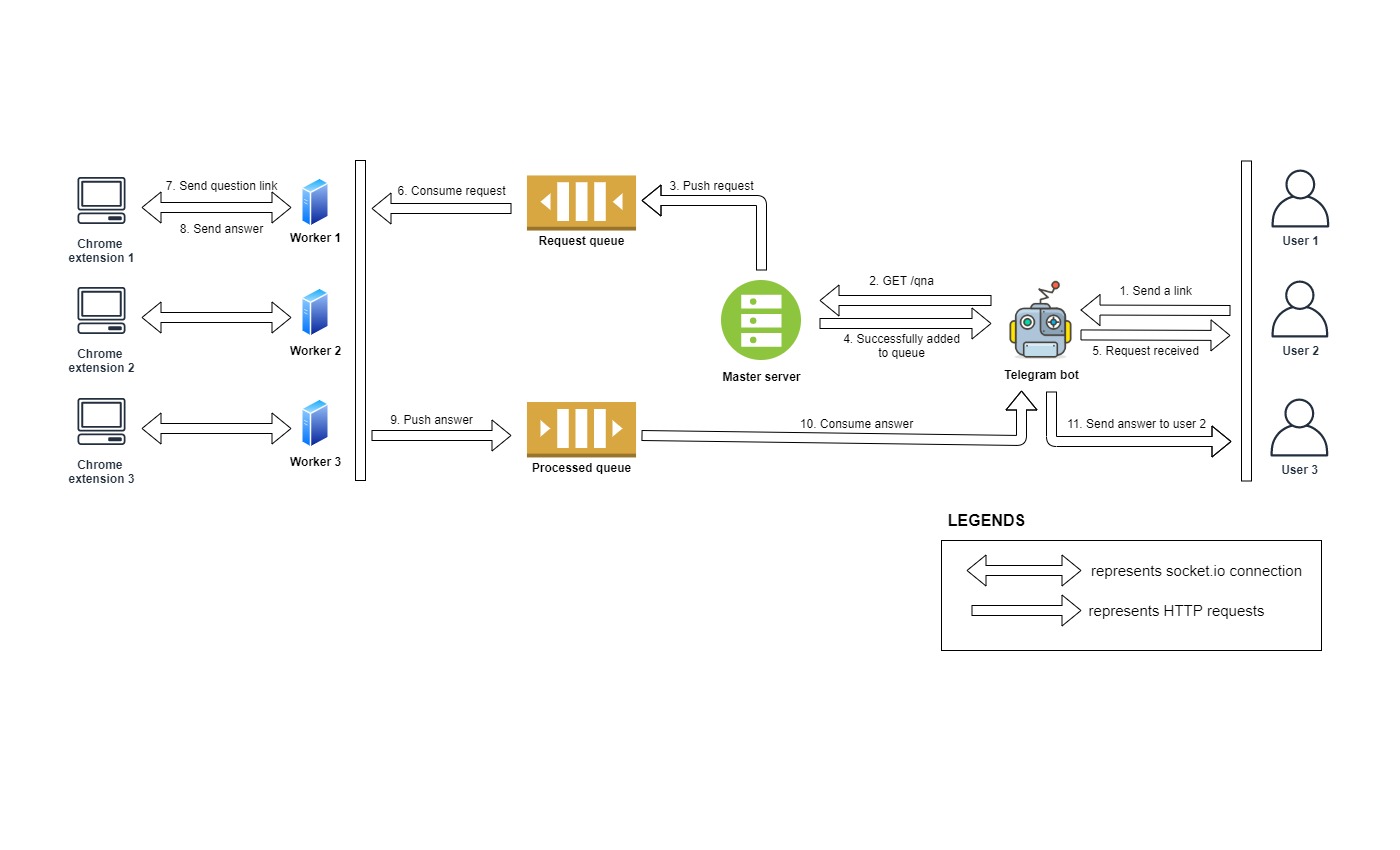 7. Send question link
8. Send answer
6. Consume request
3. Push request
Chrome
extension 1
Worker 1
Request queue
User 1
2. GET /qna
1. Send a link
4. Successfully added
to queue
5. Request received
Chrome
extension 2
Worker 2
Master server
Telegram bot
User 2
9. Push answer
10. Consume answer
11. Send answer to user 2
Chrome
extension 3
Worker 3
Processed queue
User 3
LEGENDS
represents socket.io connection
represents HTTP requests